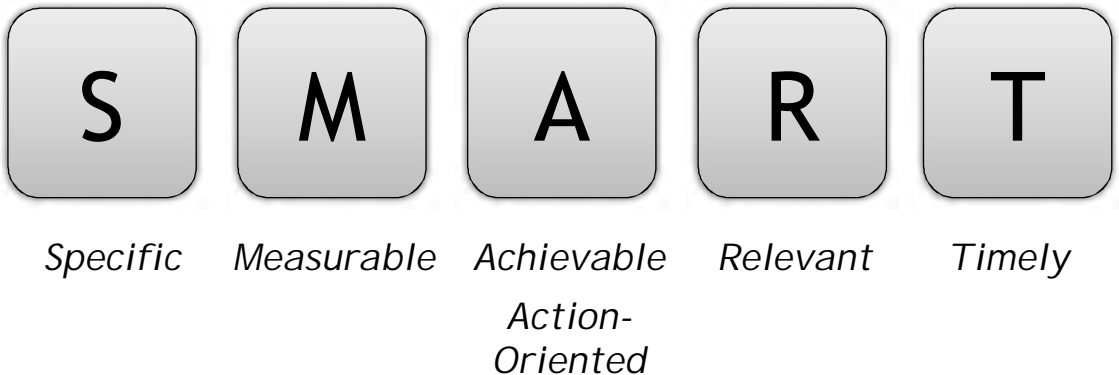 S M A R T
Specific Measurable Achievable Relevant Timely
Action-
Oriented